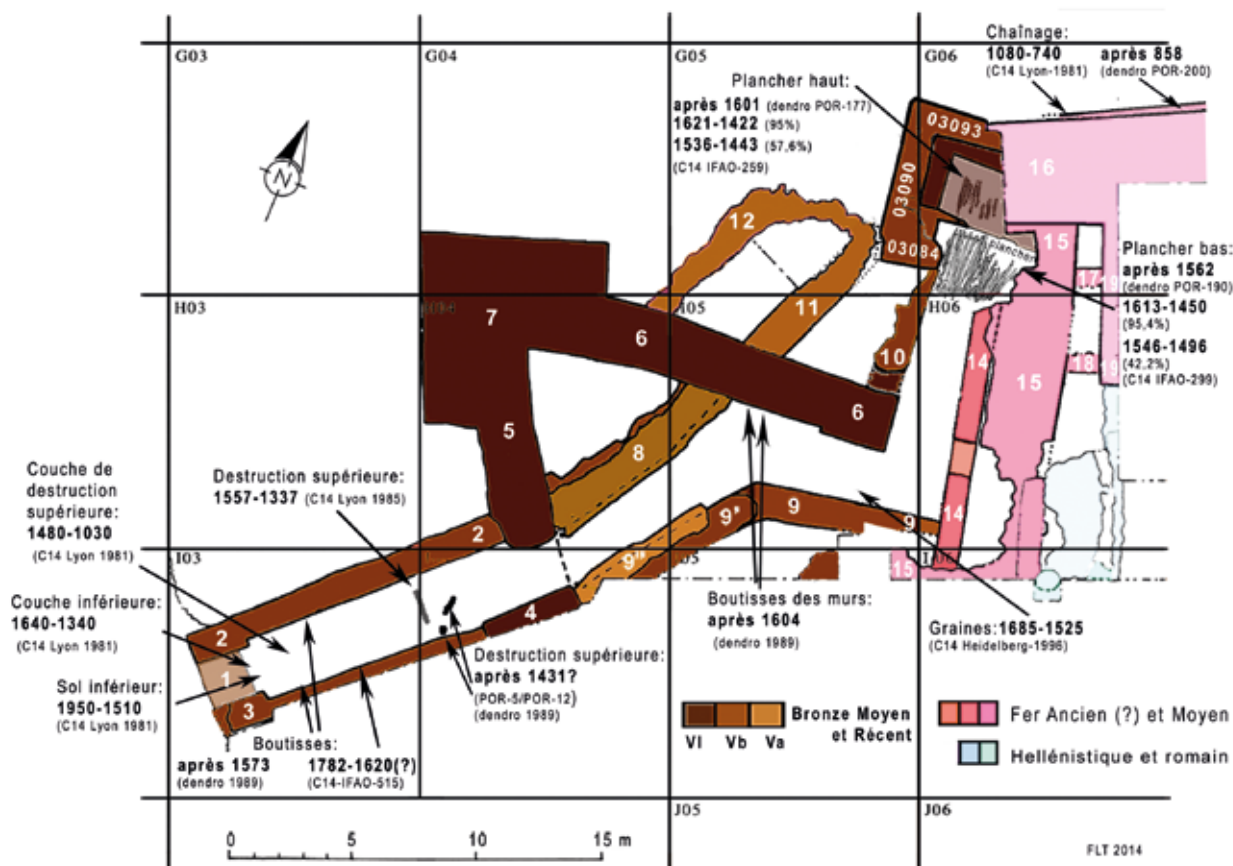 G03
G04
G05
G06
Chaînage:
1080-740
(C14 Lyon-1981)
après 858
(dendro POR-200)
Plancher haut:
après 1601 (dendro POR-177)
1621-1422 (95%)
1536-1443 (57,6%)
(C14 IFAO-259)
03093
03090
03084
16
12
15
plancher
17
19
Plancher bas:
après 1562
(dendro POR-190)
1613-1450
(95,4%)
1546-1496
(42,2%)
(C14 IFAO-299)
N
H03
H04
I05
H06
7
6
11
10
14
15
18
19
5
6
8
Couche de
destruction
supérieure:
1480-1030
(C14 Lyon 1981)
Destruction supérieure:
1557-1337 (C14 Lyon 1985)
2
9'
9
9
14
I03
I06
15
9"
Couche inférieure:
1640-1340
(C14 Lyon 1981)
2
4
Boutisses des murs:
après 1604
(dendro 1989)
Graines:1685-1525
(C14 Heidelberg-1996)
Sol inférieur:
1950-1510
(C14 Lyon 1981)
1
3
Destruction supérieure:
après 1431?
(POR-5/POR-12)
(dendro 1989)
Boutisses:
après 1573
(dendro 1989)
1782-1620(?)
(C14-IFAO-515)
VI Vb Va
Bronze Moyen
et Récent
Fer Ancien (?) et Moyen
Hellénistique et romain
J05
J06
0 5 10 15 m
FLT 2014